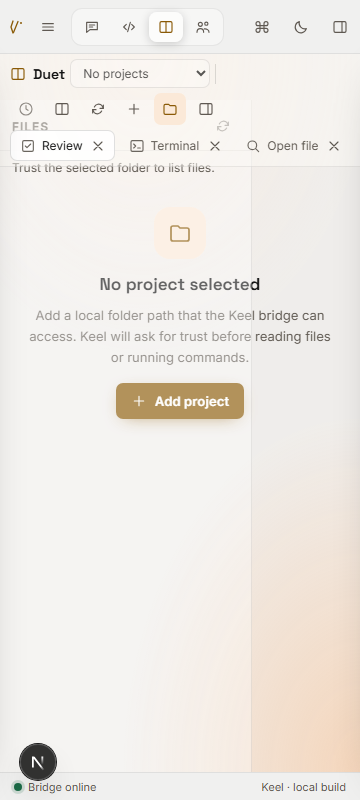 Duet
No projects
FILES
Review
Terminal
Open file
Trust the selected folder to list files.
No project selected
Add a local folder path that the Keel bridge can
access. Keel will ask for trust before reading files
or running commands.
Add project
N
Bridge online
Keel · local build